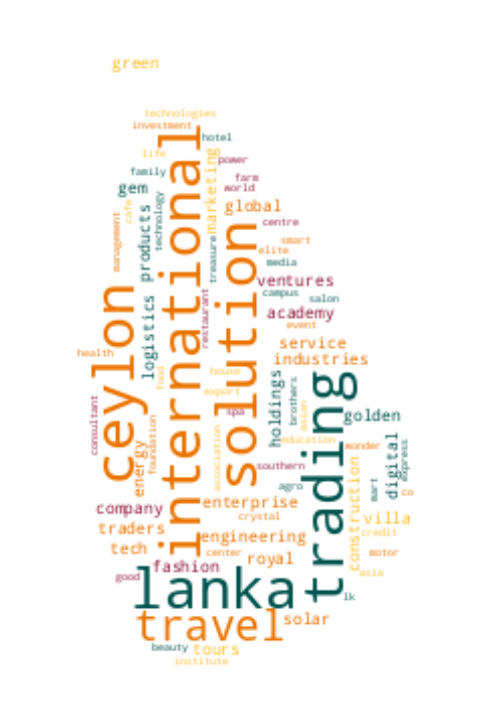 green
technologies
investment
hotel
life
power
family
farm
gem
world
cafe
technology
products
marketing
global
management
centre
international
smart
elite
treasure
media
solution
ventures
ceylon
campus
salon
logistics
restaurant
academy
event
service
health
industries
food
house
export
holdings
brothers
trading
asian
spa
golden
consultant
foundation
association
education
wonder
energy
southern
digital
express
agro
mart
co
construction
company
enterprise
crystal
villa
traders
engineering
credit
tech
center
royal
motor
fashion
asia
good
lanka
lk
travel
solar
beauty
tours
institute